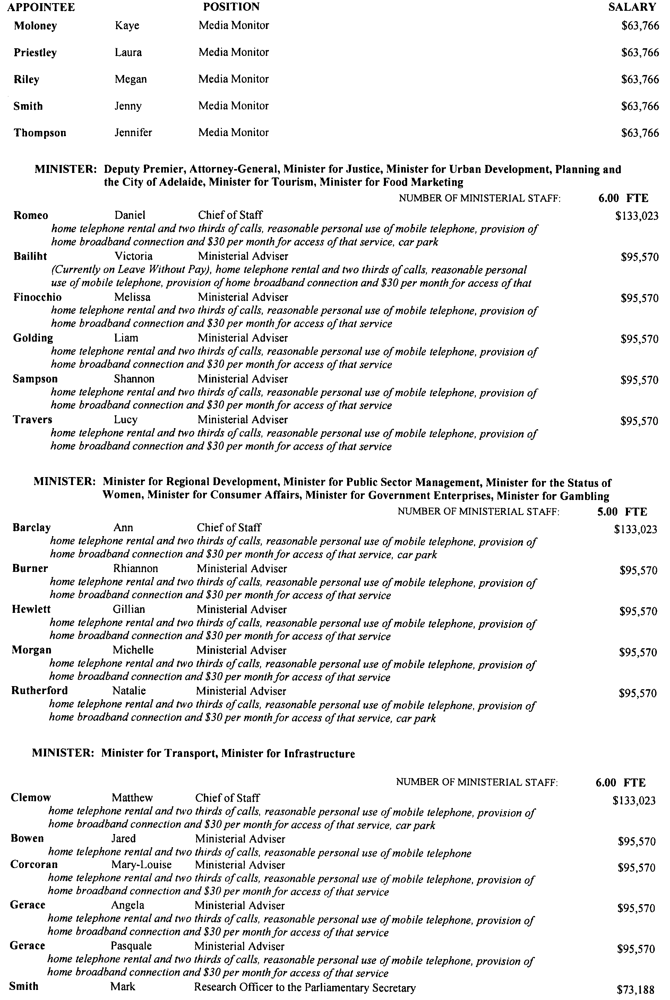 APPOINTEE POSITION SALARY
Moloney Kaye Media Monitor $63,766
Priestley Laura Media Monitor $63,766
Riley Megan Media Monitor $63,766
Smith Jenny Media Monitor $63,766
Thompson Jennifer Media Monitor $63,766
MINISTER: Deputy Premier, Attorney-General, Minister for Justice, Minister for Urban Development, Planning and
the City of Adelaide, Minister for Tourism, Minister for Food Marketing
NUMBER OF MINISTERIAL STAFF: 6.00 FTE
Romeo Daniel Chief of Staff $133,023
home telephone rental and two thirds of calls, reasonable personal use of mobile telephone, provision of
home broadband connection and $30 per month for access of that service, car park
Bailiht Victoria Ministerial Adviser $95,570
(Currently on Leave Without Pay), home telephone rental and two thirds of calls, reasonable personal
use of mobile telephone, provision of home broadband connection and $30 per month for access of that
Finocchio Melissa Ministerial Adviser $95,570
home telephone rental and two thirds of calls, reasonable personal use of mobile telephone, provision of
home broadband connection and $30 per month for access of that service
Golding Liam Ministerial Adviser $95,570
home telephone rental and two thirds of calls, reasonable personal use of mobile telephone, provision of
home broadband connection and $30 per month for access of that service
Sampson Shannon Ministerial Adviser $95,570
home telephone rental and two thirds of calls, reasonable personal use of mobile telephone, provision of
home broadband connection and $30 per month for access of that service
Travers Lucy Ministerial Adviser $95,570
home telephone rental and two thirds of calls, reasonable personal use of mobile telephone, provision of
home broadband connection and $30 per month for access of that service
MINISTER: Minister for Regional Development, Minister for Public Sector Management, Minister for the Status of
Women, Minister for Consumer Affairs, Minister for Government Enterprises, Minister for Gambling
NUMBER OF MINISTERIAL STAFF: 5.00 FTE
Barclay Ann Chief of Staff $133,023
home telephone rental and two thirds of calls, reasonable personal use of mobile telephone, provision of
home broadband connection and $30 per month for access of that service, car park
Burner Rhiannon Ministerial Adviser $95,570
home telephone rental and two thirds of calls, reasonable personal use of mobile telephone, provision of
home broadband connection and $30 per month for access of that service
Hewlett Gillian Ministerial Adviser $95,570
home telephone rental and two thirds of calls, reasonable personal use of mobile telephone, provision of
home broadband connection and $30 per month for access of that service
Morgan Michelle Ministerial Adviser $95,570
home telephone rental and two thirds of calls, reasonable personal use of mobile telephone, provision of
home broadband connection and $30 per month for access of that service
Rutherford Natalie Ministerial Adviser $95,570
home telephone rental and two thirds of calls, reasonable personal use of mobile telephone, provision of
home broadband connection and $30 per month for access of that service, car park
MINISTER: Minister for Transport, Minister for Infrastructure
NUMBER OF MINISTERIAL STAFF: 6.00 FTE
Clemow Matthew Chief of Staff $133,023
home telephone rental and two thirds of calls, reasonable personal use of mobile telephone, provision of
home broadband connection and $30 per month for access of that service, car park
Bowen Jared Ministerial Adviser $95,570
home telephone rental and two thirds of calls, reasonable personal use of mobile telephone
Corcoran Mary-Louise Ministerial Adviser $95,570
home telephone rental and two thirds of calls, reasonable personal use of mobile telephone, provision of
home broadband connection and $30 per month for access of that service
Gerace Angela Ministerial Adviser $95,570
home telephone rental and two thirds of calls, reasonable personal use of mobile telephone, provision of
home broadband connection and $30 per month for access of that service
Gerace Pasquale Ministerial Adviser $95,570
home telephone rental and two thirds of calls, reasonable personal use of mobile telephone, provision of
home broadband connection and $30 per month for access of that service
Smith Mark Research Officer to the Parliamentary Secretary $73,188